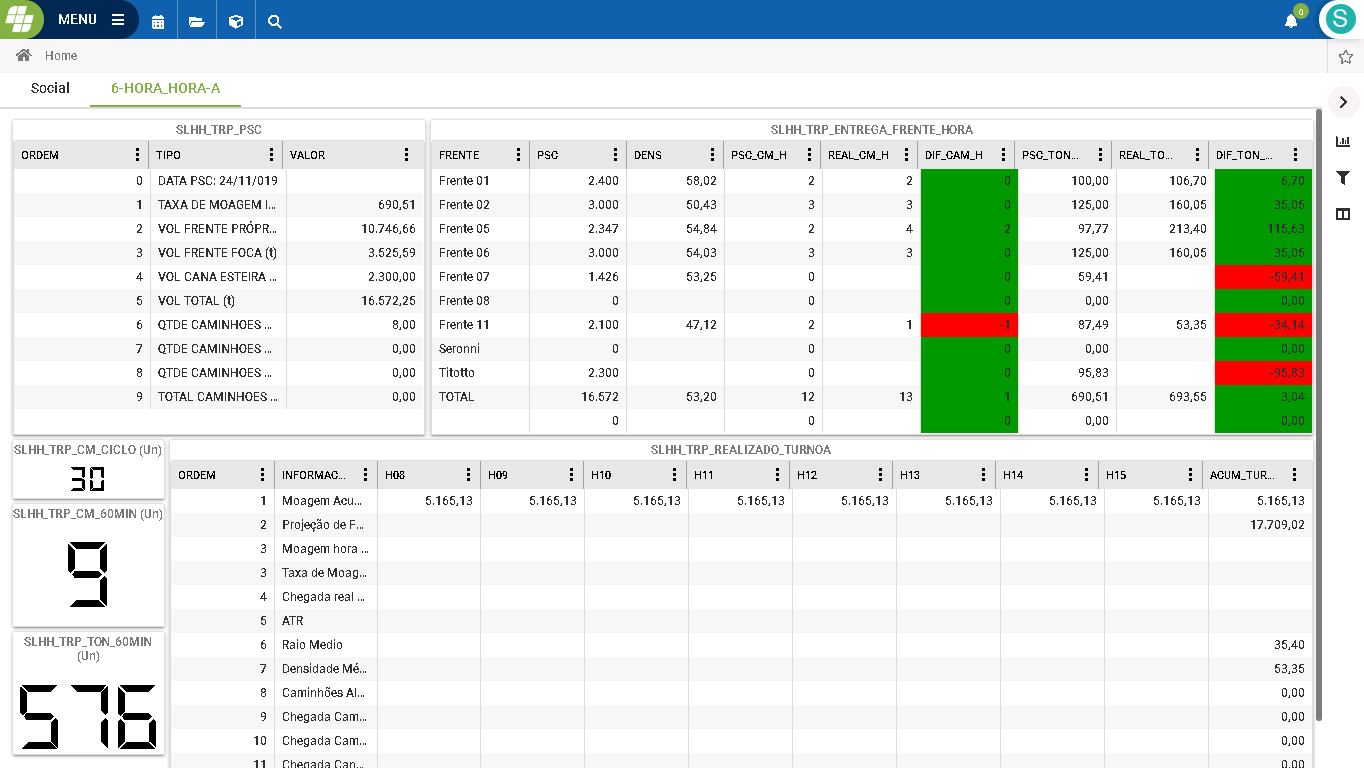 MENU
0
S
Home
Social 6-HORA_HORA-A
SLHH_TRP_PSC
ORDEM TIPO VALOR
0 DATA PSC: 24/11/019
1 TAXA DE MOAGEM I... 690,51
2 VOL FRENTE PRÓPR... 10.746,66
3 VOL FRENTE FOCA (t) 3.525,59
4 VOL CANA ESTEIRA ... 2.300,00
5 VOL TOTAL (t) 16.572,25
6 QTDE CAMINHOES ... 8,00
7 QTDE CAMINHOES ... 0,00
8 QTDE CAMINHOES ... 0,00
9 TOTAL CAMINHOES ... 0,00
SLHH_TRP_ENTREGA_FRENTE_HORA
FRENTE PSC DENS PSC_CM_H REAL_CM_H DIF_CAM_H PSC_TON... REAL_TO... DIF_TON_...
Frente 01 2.400 58,02 2 2 0 100,00 106,70 6,70
Frente 02 3.000 50,43 3 3 0 125,00 160,05 35,05
Frente 05 2.347 54,84 2 4 2 97,77 213,40 115,63
Frente 06 3.000 54,03 3 3 0 125,00 160,05 35,05
Frente 07 1.426 53,25 0 0 59,41 -59,41
Frente 08 0 0 0 0,00 0,00
Frente 11 2.100 47,12 2 1 -1 87,49 53,35 -34,14
Seronni 0 0 0 0,00 0,00
Titotto 2.300 0 0 95,83 -95,83
TOTAL 16.572 53,20 12 13 1 690,51 693,55 3,04
0 0 0 0,00 0,00
SLHH_TRP_CM_CICLO (Un)
30
SLHH_TRP_CM_60MIN (Un)
9
SLHH_TRP_TON_60MIN
(Un)
576
SLHH_TRP_REALIZADO_TURNOA
ORDEM INFORMAC... H08 H09 H10 H11 H12 H13 H14 H15 ACUM_TUR...
1 Moagem Acu... 5.165,13 5.165,13 5.165,13 5.165,13 5.165,13 5.165,13 5.165,13 5.165,13 5.165,13
2 Projeção de F... 17.709,02
3 Moagem hora ...
3 Taxa de Moag...
4 Chegada real ...
5 ATR
6 Raio Medio 35,40
7 Densidade Mé... 53,35
8 Caminhões Al... 0,00
9 Chegada Cam... 0,00
10 Chegada Cam... 0,00
11 Chegada Can... 0,00